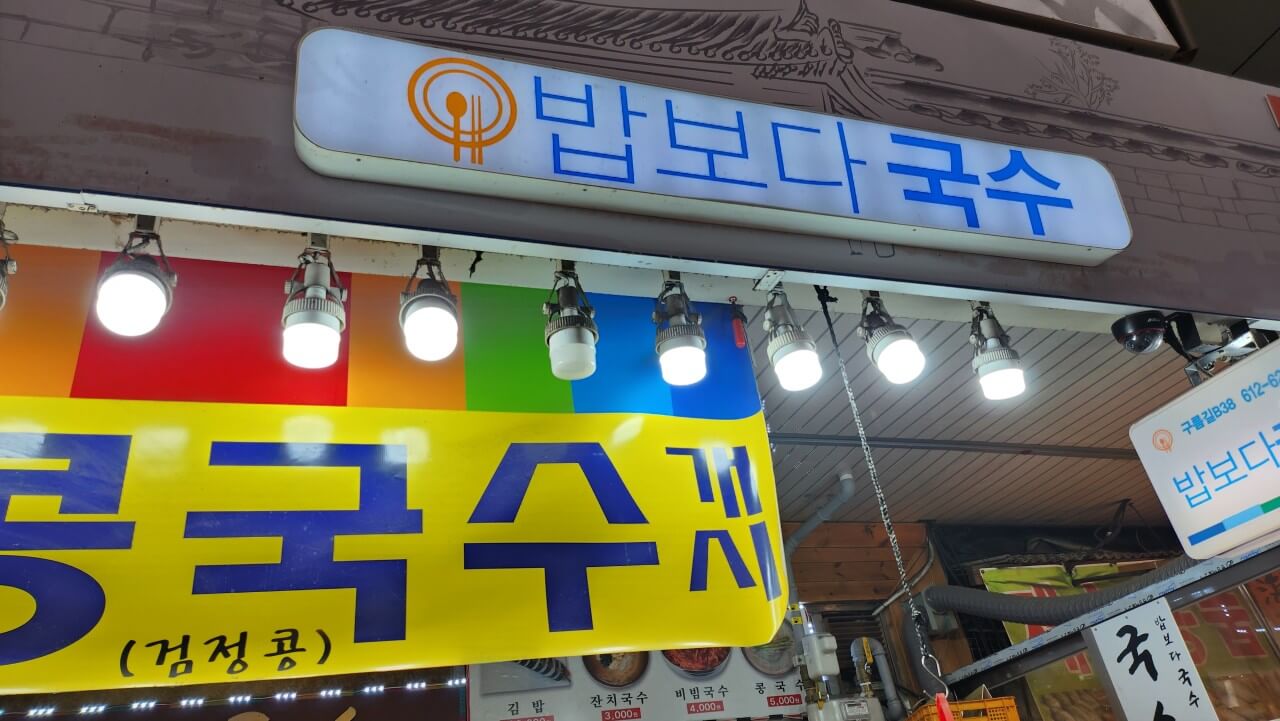 밥보다 국수
콩국수 개시
(검정콩)
구름길B38
밥보다
김밥
잔치국수
비빔국수
콩국수
3,000원
4,000원
5,000원
밥보다국수
국